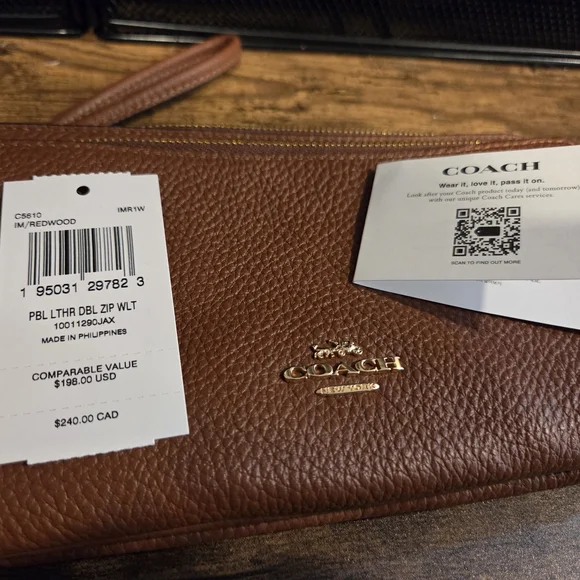 C5610 IMR1W
IM/REDWOOD
1 95031 29782 3
PBL LTHR DBL ZIP WLT
10011290JAX
MADE IN PHILIPPINES
COMPARABLE VALUE
$198.00 USD
$240.00 CAD
COACH
Wear it, love it, pass it on.
Look after your Coach product today (and tomorrow)
with our unique Coach Cares services.
SCAN TO FIND OUT MORE
COACH